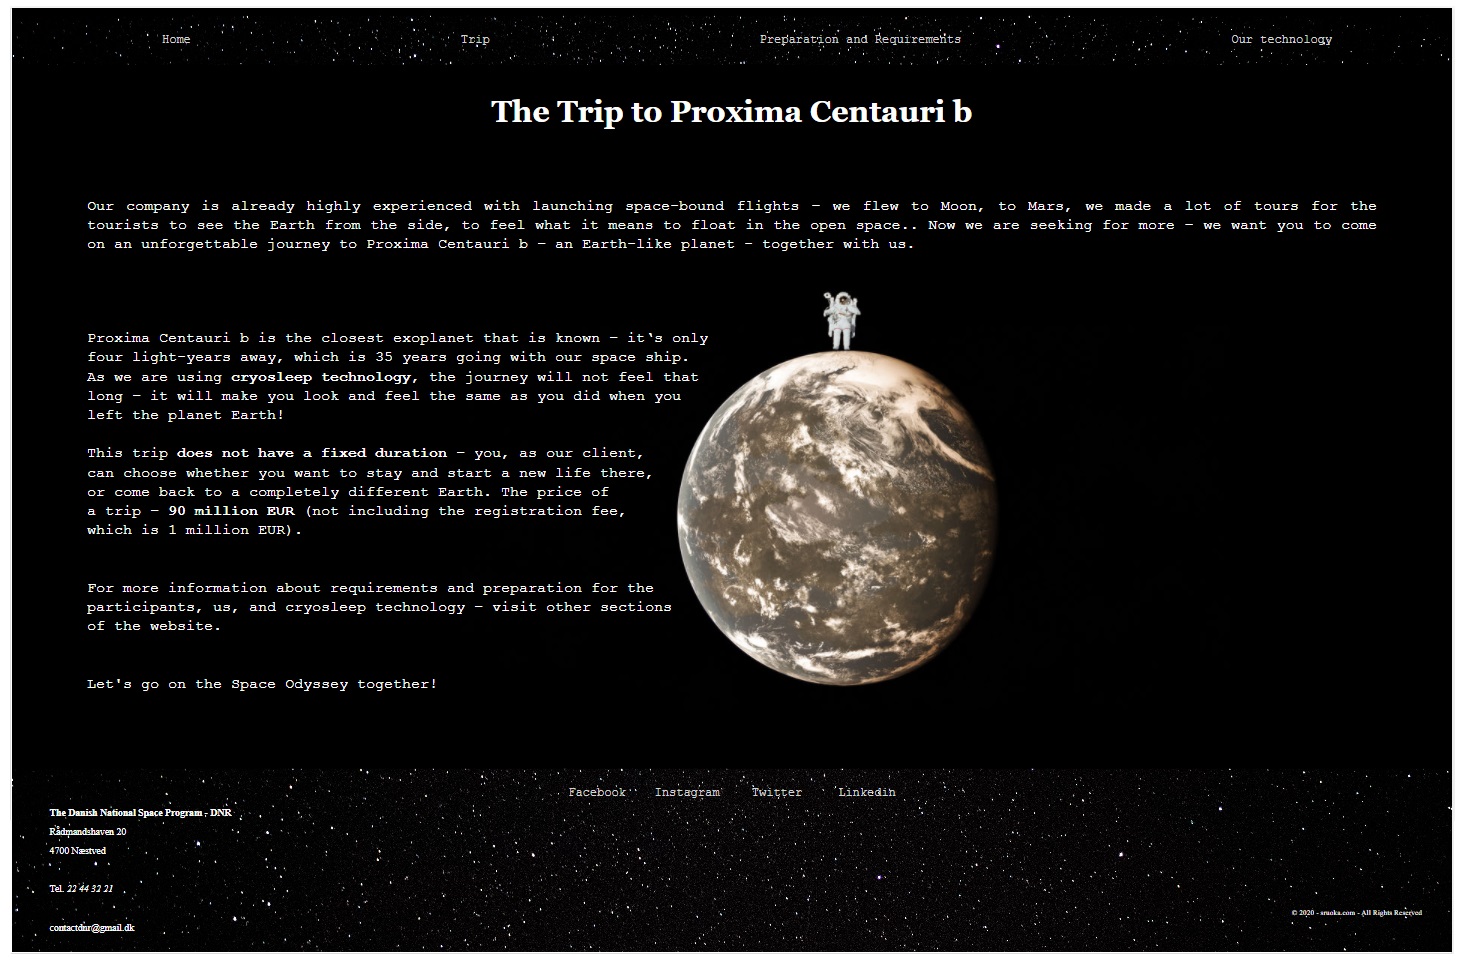 Home Trip Preparation and Requirements Our technology
The Trip to Proxima Centauri b
Our company is already highly experienced with launching space-bound flights – we flew to Moon, to Mars, we made a lot of tours for the
tourists to see the Earth from the side, to feel what it means to float in the open space.. Now we are seeking for more – we want you to come
on an unforgettable journey to Proxima Centauri b – an Earth-like planet – together with us.
Proxima Centauri b is the closest exoplanet that is known – it‛s only
four light-years away, which is 35 years going with our space ship.
As we are using cryosleep technology, the journey will not feel that
long – it will make you look and feel the same as you did when you
left the planet Earth!
This trip does not have a fixed duration – you, as our client,
can choose whether you want to stay and start a new life there,
or come back to a completely different Earth. The price of
a trip – 90 million EUR (not including the registration fee,
which is 1 million EUR).
For more information about requirements and preparation for the
participants, us, and cryosleep technology – visit other sections
of the website.
Let's go on the Space Odyssey together!
Facebook Instagram Twitter Linkedin
The Danish National Space Program - DNR
Rådmandshaven 20
4700 Næstved
Tel. 22 44 32 21
contactdnr@gmail.dk
© 2020 - sruoka.com - All Rights Reserved